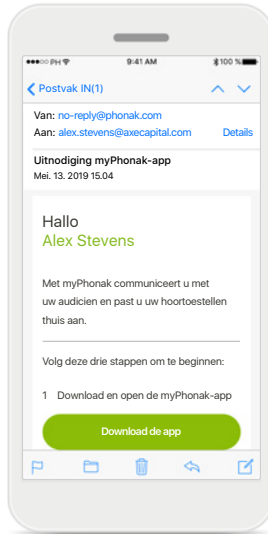 PH 9:41 AM 100 %
Postvak IN(1)
Van: no-reply@phonak.com
Aan: alex.stevens@axecapital.com Details
Uitnodiging myPhonak-app
Mei. 13. 2019 15.04
Hallo
Alex Stevens
Met myPhonak communiceert u met
uw audicien en past u uw hoortoestellen
thuis aan.
Volg deze drie stappen om te beginnen:
1 Download en open de myPhonak-app
Download de app